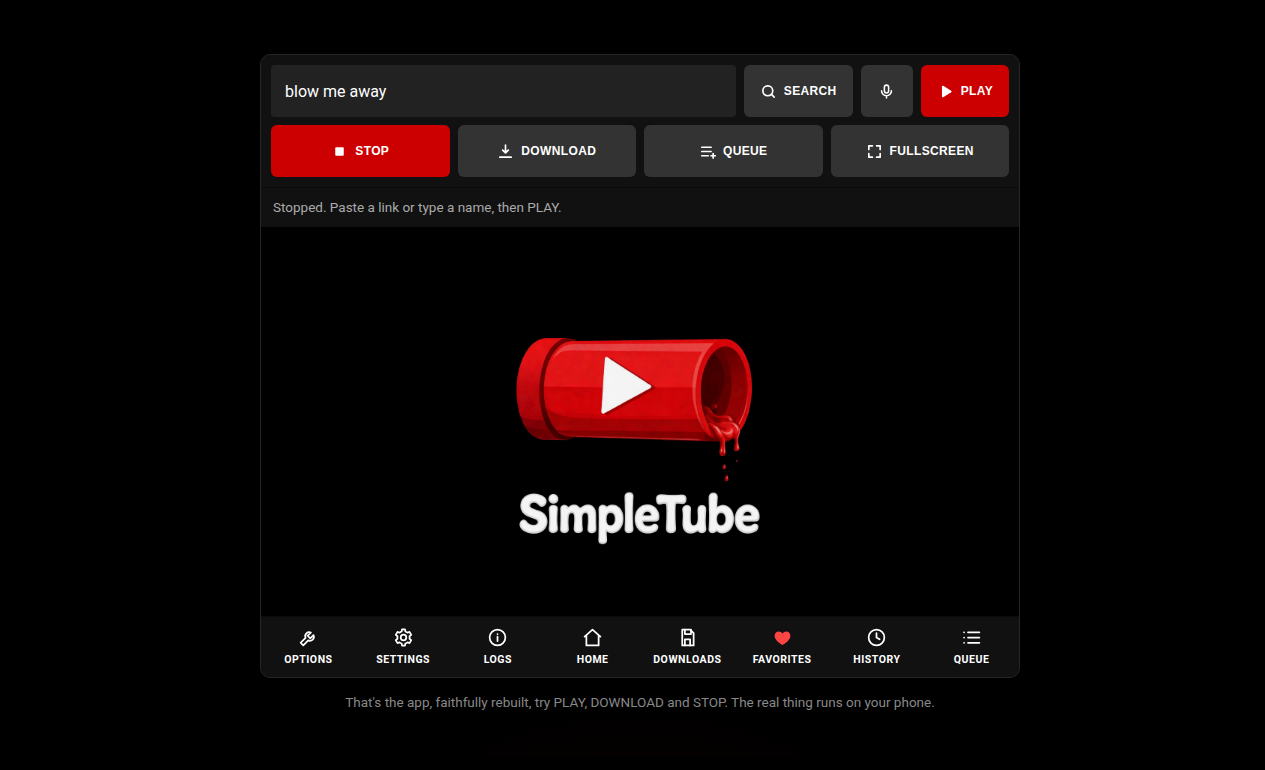 blow me away
SEARCH
PLAY
STOP
DOWNLOAD
QUEUE
FULLSCREEN
Stopped. Paste a link or type a name, then PLAY.
SimpleTube
OPTIONS
SETTINGS
LOGS
HOME
DOWNLOADS
FAVORITES
HISTORY
QUEUE
That's the app, faithfully rebuilt, try PLAY, DOWNLOAD and STOP. The real thing runs on your phone.